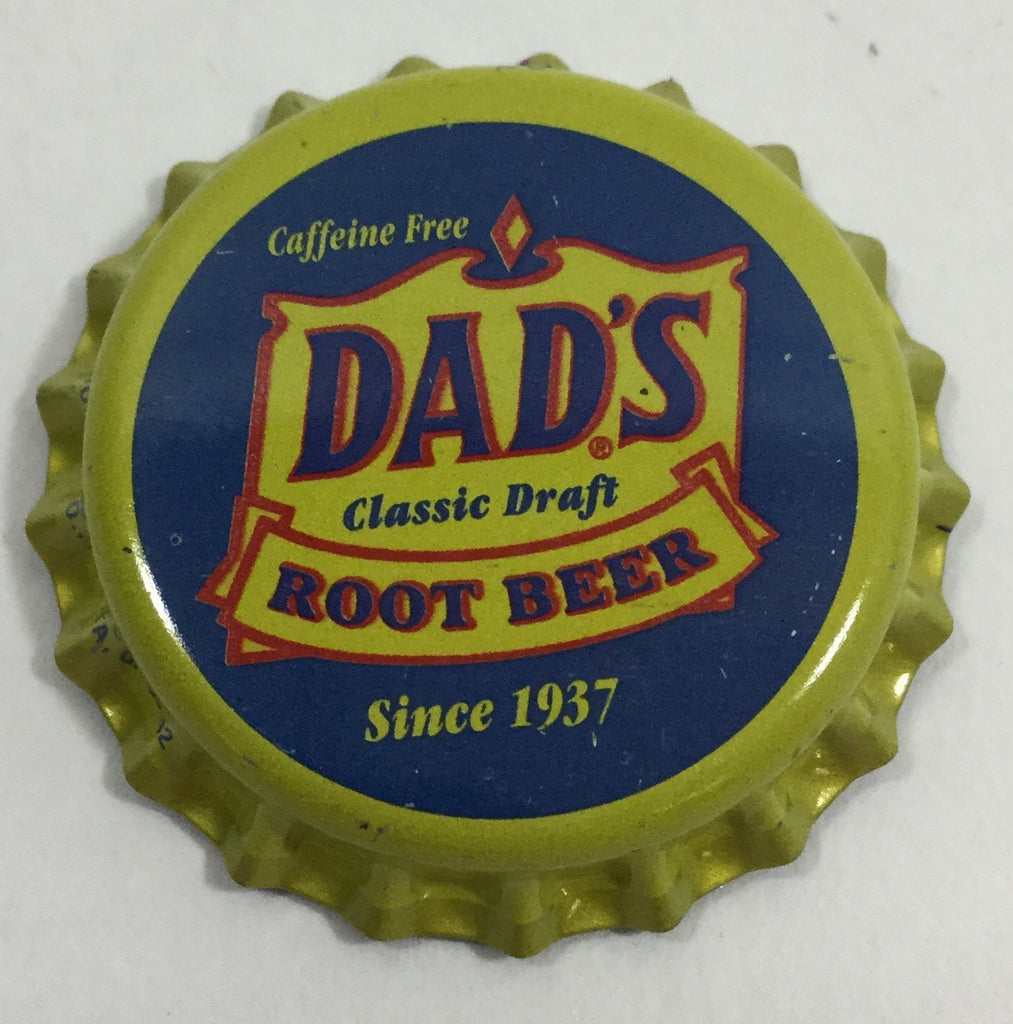 Caffeine Free
DAD'S®
Classic Draft
ROOT BEER
Since 1937